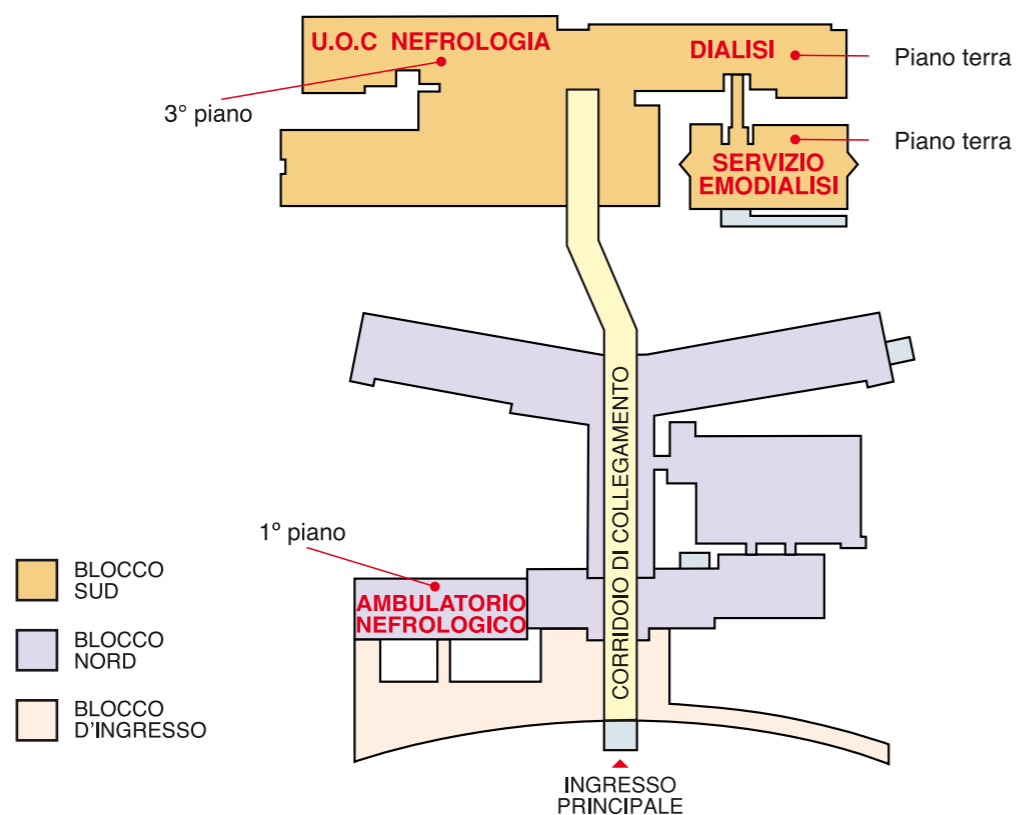 U.O.C NEFROLOGIA
DIALISI
Piano terra
3° piano
Piano terra
SERVIZIO
EMODIALISI
CORRIDOIO DI COLLEGAMENTO
1° piano
AMBULATORIO
NEFROLOGICO
BLOCCO
SUD
BLOCCO
NORD
BLOCCO
D'INGRESSO
INGRESSO
PRINCIPALE